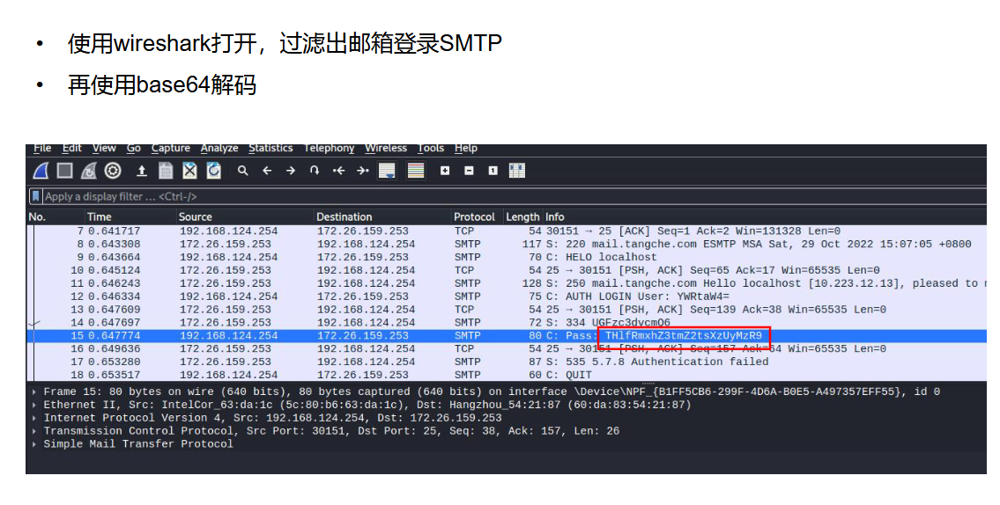 • 使用wireshark打开，过滤出邮箱登录SMTP
• 再使用base64解码
File Edit View Go Capture Analyze Statistics Telephony Wireless Tools Help
Apply a display filter … <Ctrl-/>
No. Time Source Destination Protocol Length Info
7 0.641717 192.168.124.254 172.26.159.253 TCP 54 30151 → 25 [ACK] Seq=1 Ack=2 Win=131328 Len=0
8 0.643308 172.26.159.253 192.168.124.254 SMTP 117 S: 220 mail.tangche.com ESMTP MSA Sat, 29 Oct 2022 15:07:05 +0800
9 0.643664 192.168.124.254 172.26.159.253 SMTP 70 C: HELO localhost
10 0.645124 172.26.159.253 192.168.124.254 TCP 54 25 → 30151 [PSH, ACK] Seq=65 Ack=17 Win=65535 Len=0
11 0.646243 172.26.159.253 192.168.124.254 SMTP 128 S: 250 mail.tangche.com Hello localhost [10.223.12.13], pleased to
12 0.646334 192.168.124.254 172.26.159.253 SMTP 75 C: AUTH LOGIN User: YWRtaW4=
13 0.647609 172.26.159.253 192.168.124.254 TCP 54 25 → 30151 [PSH, ACK] Seq=139 Ack=38 Win=65535 Len=0
14 0.647697 172.26.159.253 192.168.124.254 SMTP 72 S: 334 UGFzc3dvcmQ6
15 0.647774 192.168.124.254 172.26.159.253 SMTP 80 C: Pass: THlfRmxhZ3tmZ2tsXzUyMzR9
16 0.649636 172.26.159.253 192.168.124.254 TCP 54 25 → 30151 [PSH, ACK] Seq=157 Ack=64 Win=65535 Len=0
17 0.653280 172.26.159.253 192.168.124.254 SMTP 87 S: 535 5.7.8 Authentication failed
18 0.653517 192.168.124.254 172.26.159.253 SMTP 60 C: QUIT
Frame 15: 80 bytes on wire (640 bits), 80 bytes captured (640 bits) on interface \Device\NPF_{B1FF5CB6-299F-4D6A-B0E5-A497357EFF55}, id 0
Ethernet II, Src: IntelCor_63:da:1c (5c:80:b6:63:da:1c), Dst: Hangzhou_54:21:87 (60:da:83:54:21:87)
Internet Protocol Version 4, Src: 192.168.124.254, Dst: 172.26.159.253
Transmission Control Protocol, Src Port: 30151, Dst Port: 25, Seq: 38, Ack: 157, Len: 26
Simple Mail Transfer Protocol